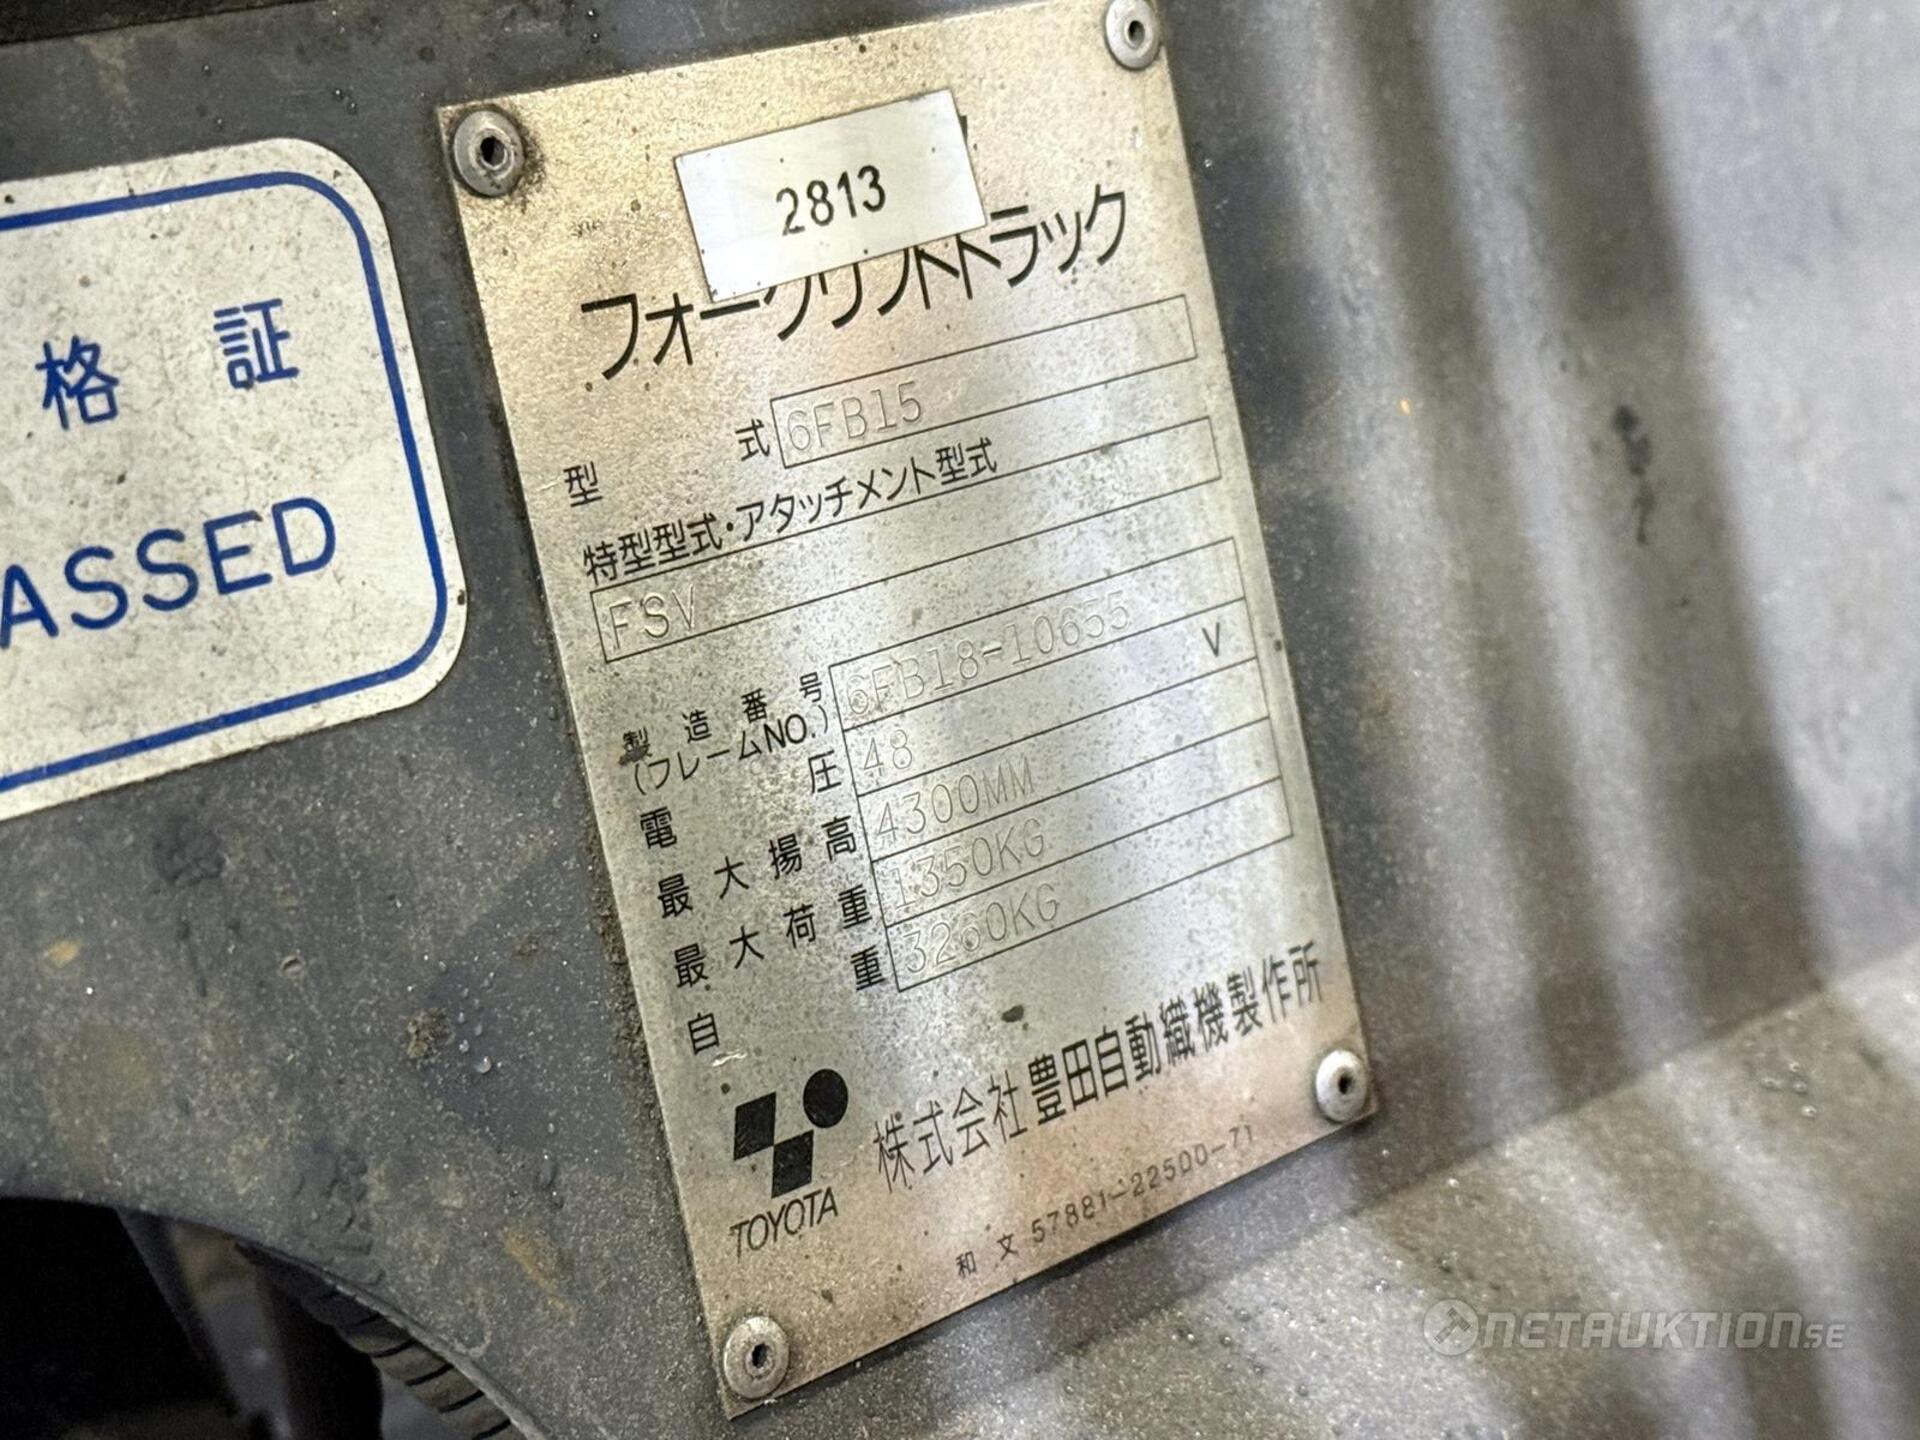 格 証
ASSED
2813
フォークリフトトラック
型 式 6FB15
特型型式・アタッチメント型式
FSV
製造番号
(フレームNO.) 6FB18-10655
電 圧 48 V
最大揚高 4300MM
最大荷重 1350KG
自 重 3260KG
TOYOTA
株式会社 豊田自動織機製作所
和 文 57881-22500-71
NETAUKTION.SE